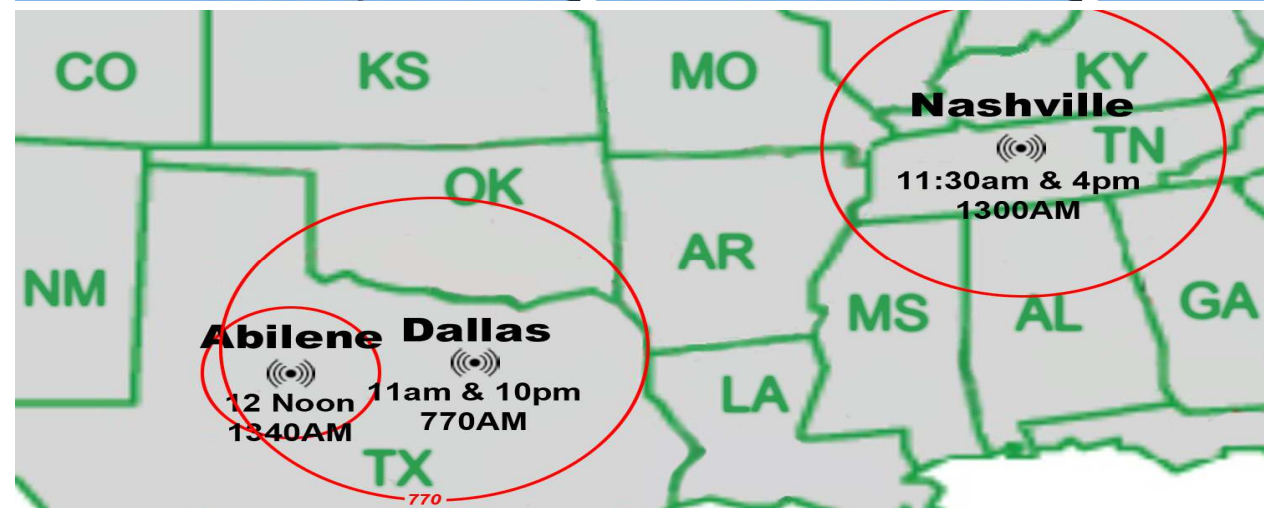 CO
KS
MO
KY
Nashville
TN
11:30am & 4pm
1300AM
OK
AR
NM
MS
AL
GA
Abilene
12 Noon
1340AM
Dallas
11am & 10pm
770AM
LA
TX
770